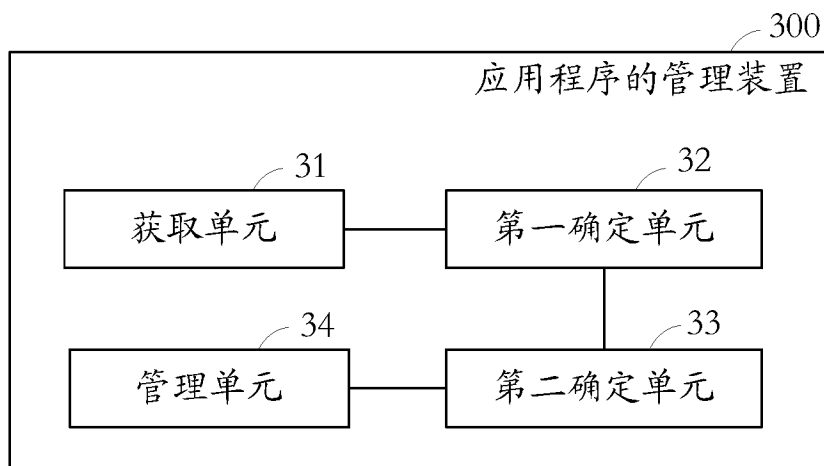 300
应用程序的管理装置
31
32
获取单元
第一确定单元
34
33
管理单元
第二确定单元